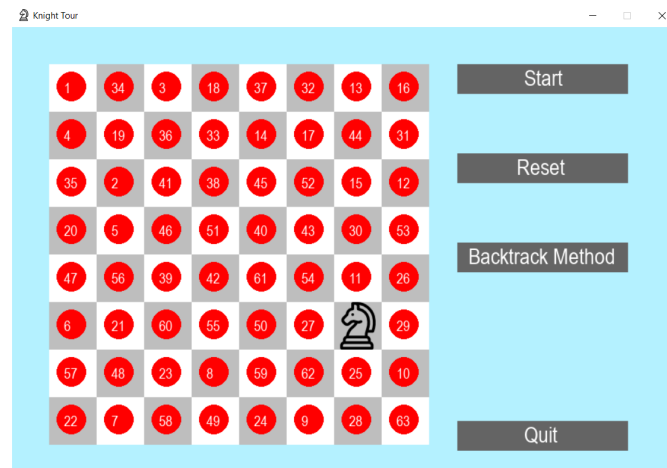 Knight Tour
1 34 3 18 37 32 13 16
Start
4 19 36 33 14 17 44 31
35 2 41 38 45 52 15 12
Reset
20 5 46 51 40 43 30 53
Backtrack Method
47 56 39 42 61 54 11 26
6 21 60 55 50 27 29
57 48 23 8 59 62 25 10
22 7 58 49 24 9 28 63
Quit